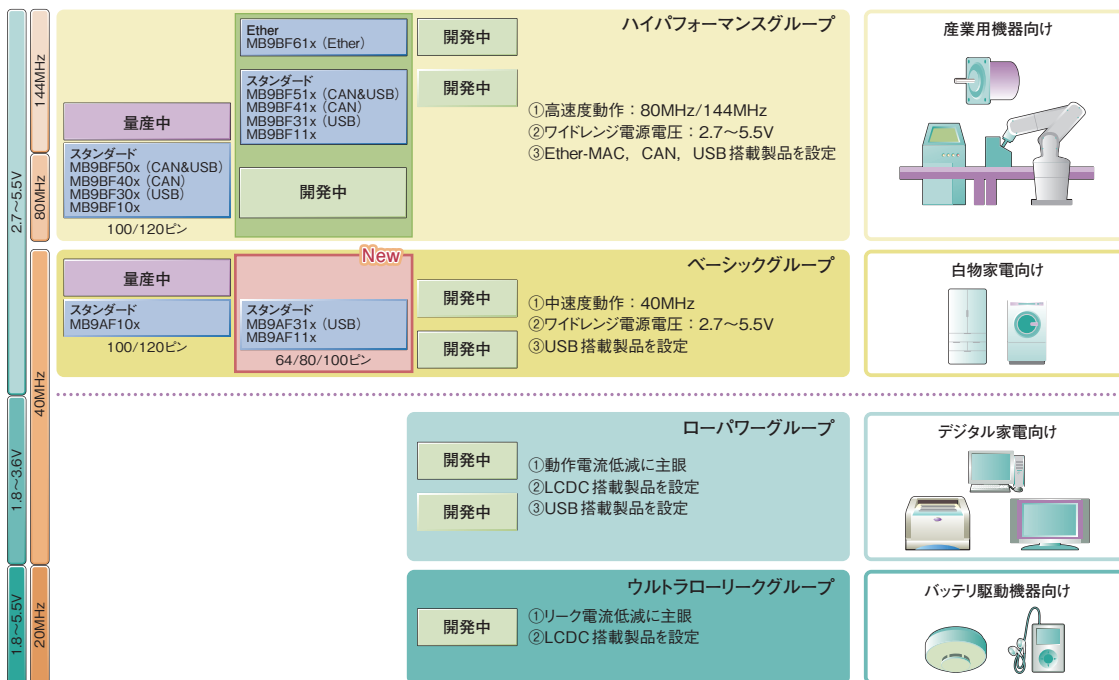 2.7～5.5V
1.8～3.6V
1.8～5.5V
144MHz
80MHz
40MHz
20MHz
ハイパフォーマンスグループ
量産中
スタンダード
MB9BF50x（CAN&USB）
MB9BF40x（CAN）
MB9BF30x（USB）
MB9BF10x
100/120ピン
Ether
MB9BF61x（Ether）
スタンダード
MB9BF51x（CAN&USB）
MB9BF41x（CAN）
MB9BF31x（USB）
MB9BF11x
開発中
開発中
開発中
①高速度動作：80MHz/144MHz
②ワイドレンジ電源電圧：2.7～5.5V
③Ether-MAC，CAN，USB搭載製品を設定
産業用機器向け
ベーシックグループ
量産中
スタンダード
MB9AF10x
100/120ピン
New
スタンダード
MB9AF31x（USB）
MB9AF11x
64/80/100ピン
開発中
開発中
①中速度動作：40MHz
②ワイドレンジ電源電圧：2.7～5.5V
③USB搭載製品を設定
白物家電向け
ローパワーグループ
開発中
開発中
①動作電流低減に主眼
②LCDC搭載製品を設定
③USB搭載製品を設定
デジタル家電向け
ウルトラローリークグループ
開発中
①リーク電流低減に主眼
②LCDC搭載製品を設定
バッテリ駆動機器向け